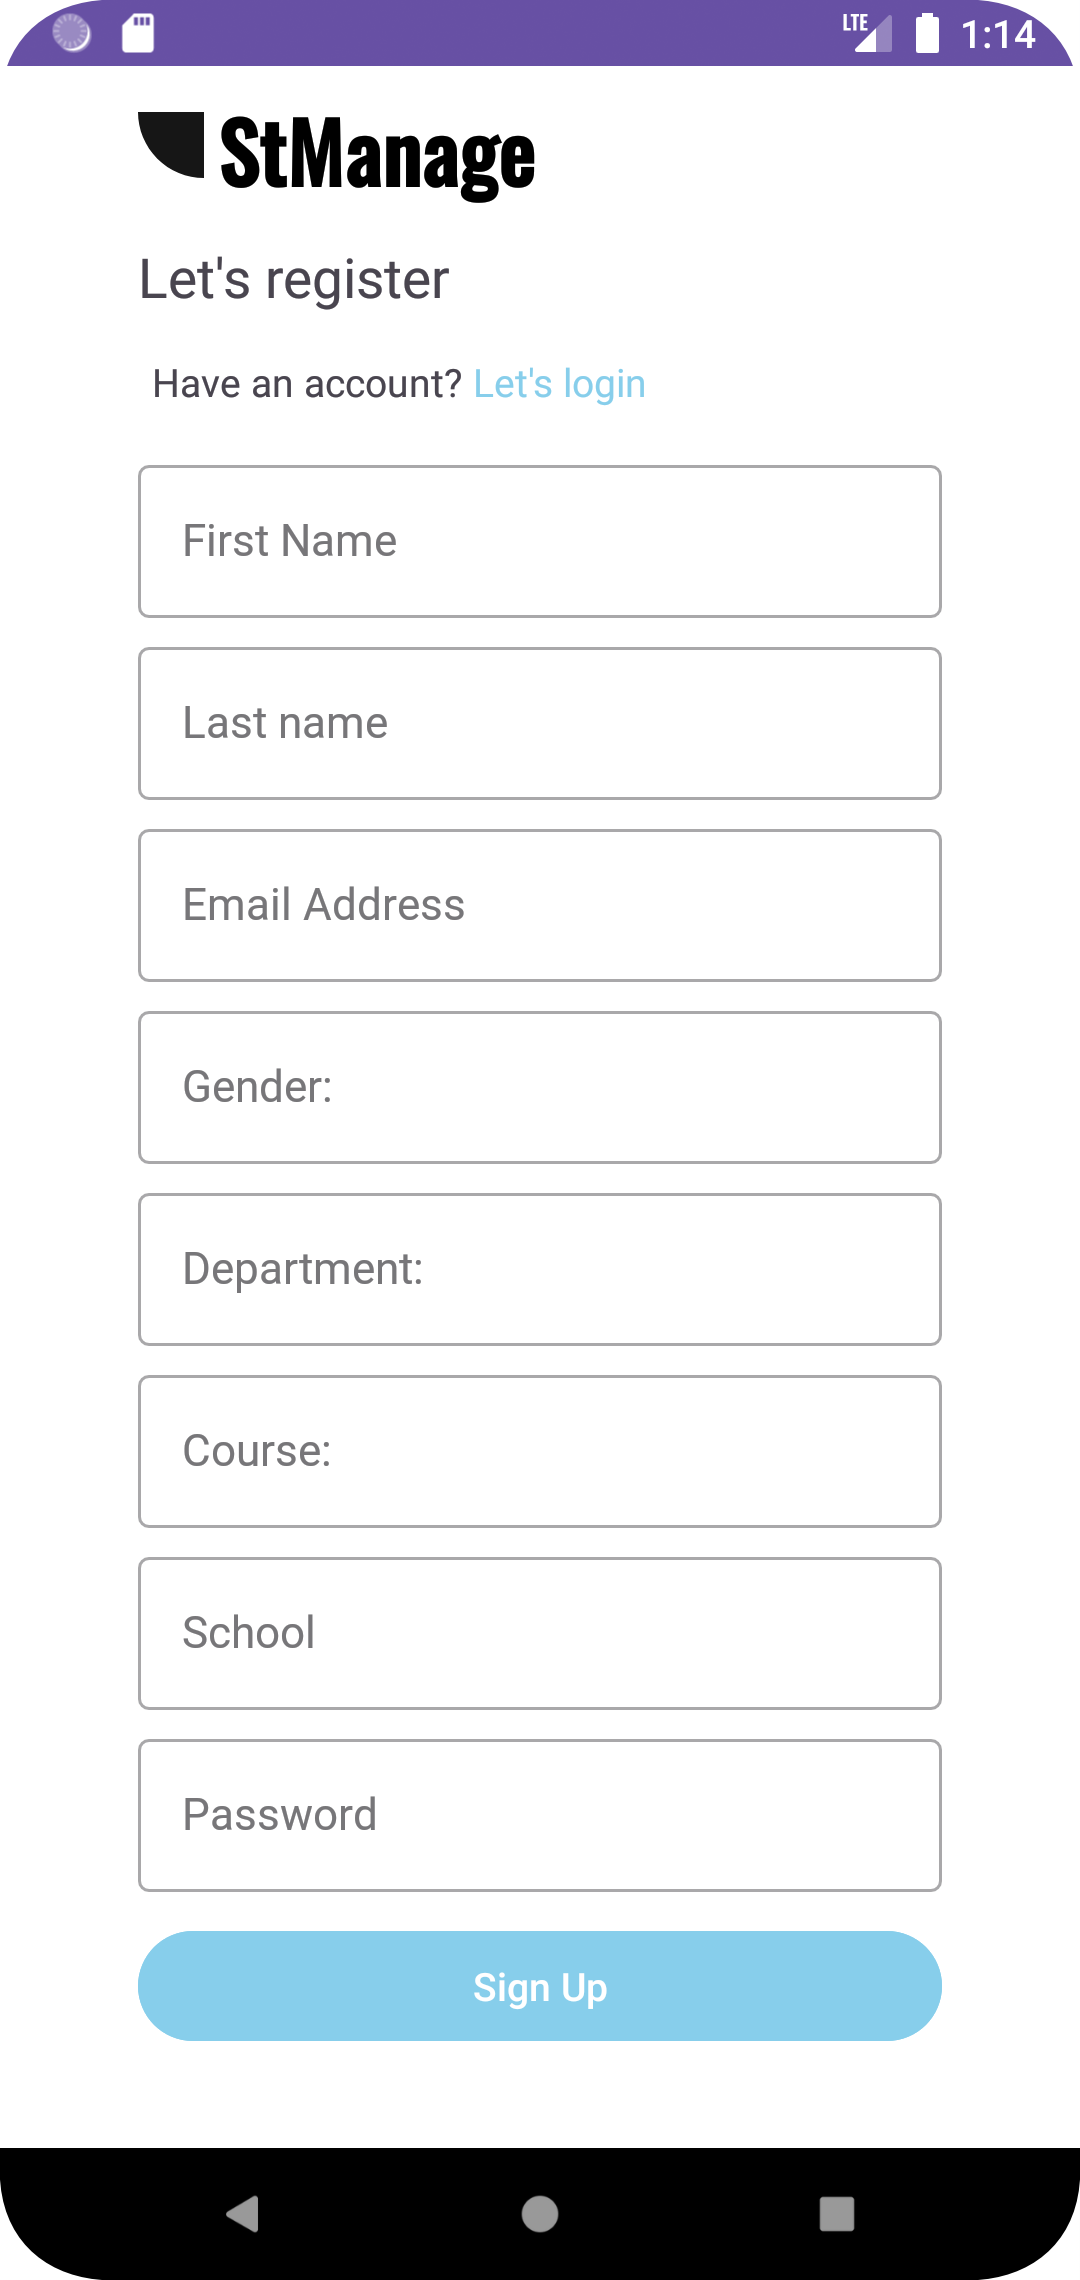 LTE 1:14
StManage
Let's register
Have an account? Let's login
First Name
Last name
Email Address
Gender:
Department:
Course:
School
Password
Sign Up